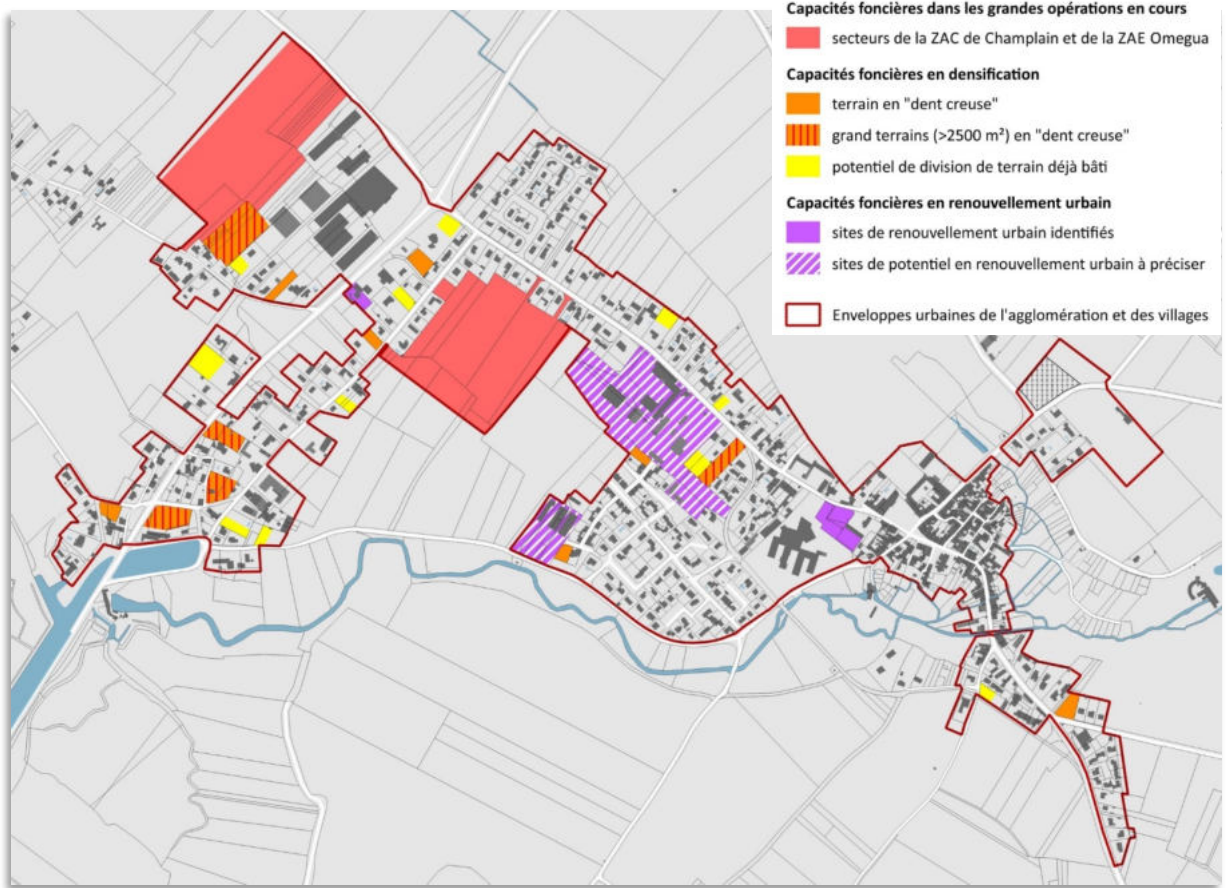 Capacités foncières dans les grandes opérations en cours
secteurs de la ZAC de Champlain et de la ZAE Omegua
Capacités foncières en densification
terrain en "dent creuse"
grand terrains (>2500 m²) en "dent creuse"
potentiel de division de terrain déjà bâti
Capacités foncières en renouvellement urbain
sites de renouvellement urbain identifiés
sites de potentiel en renouvellement urbain à préciser
Enveloppes urbaines de l'agglomération et des villages